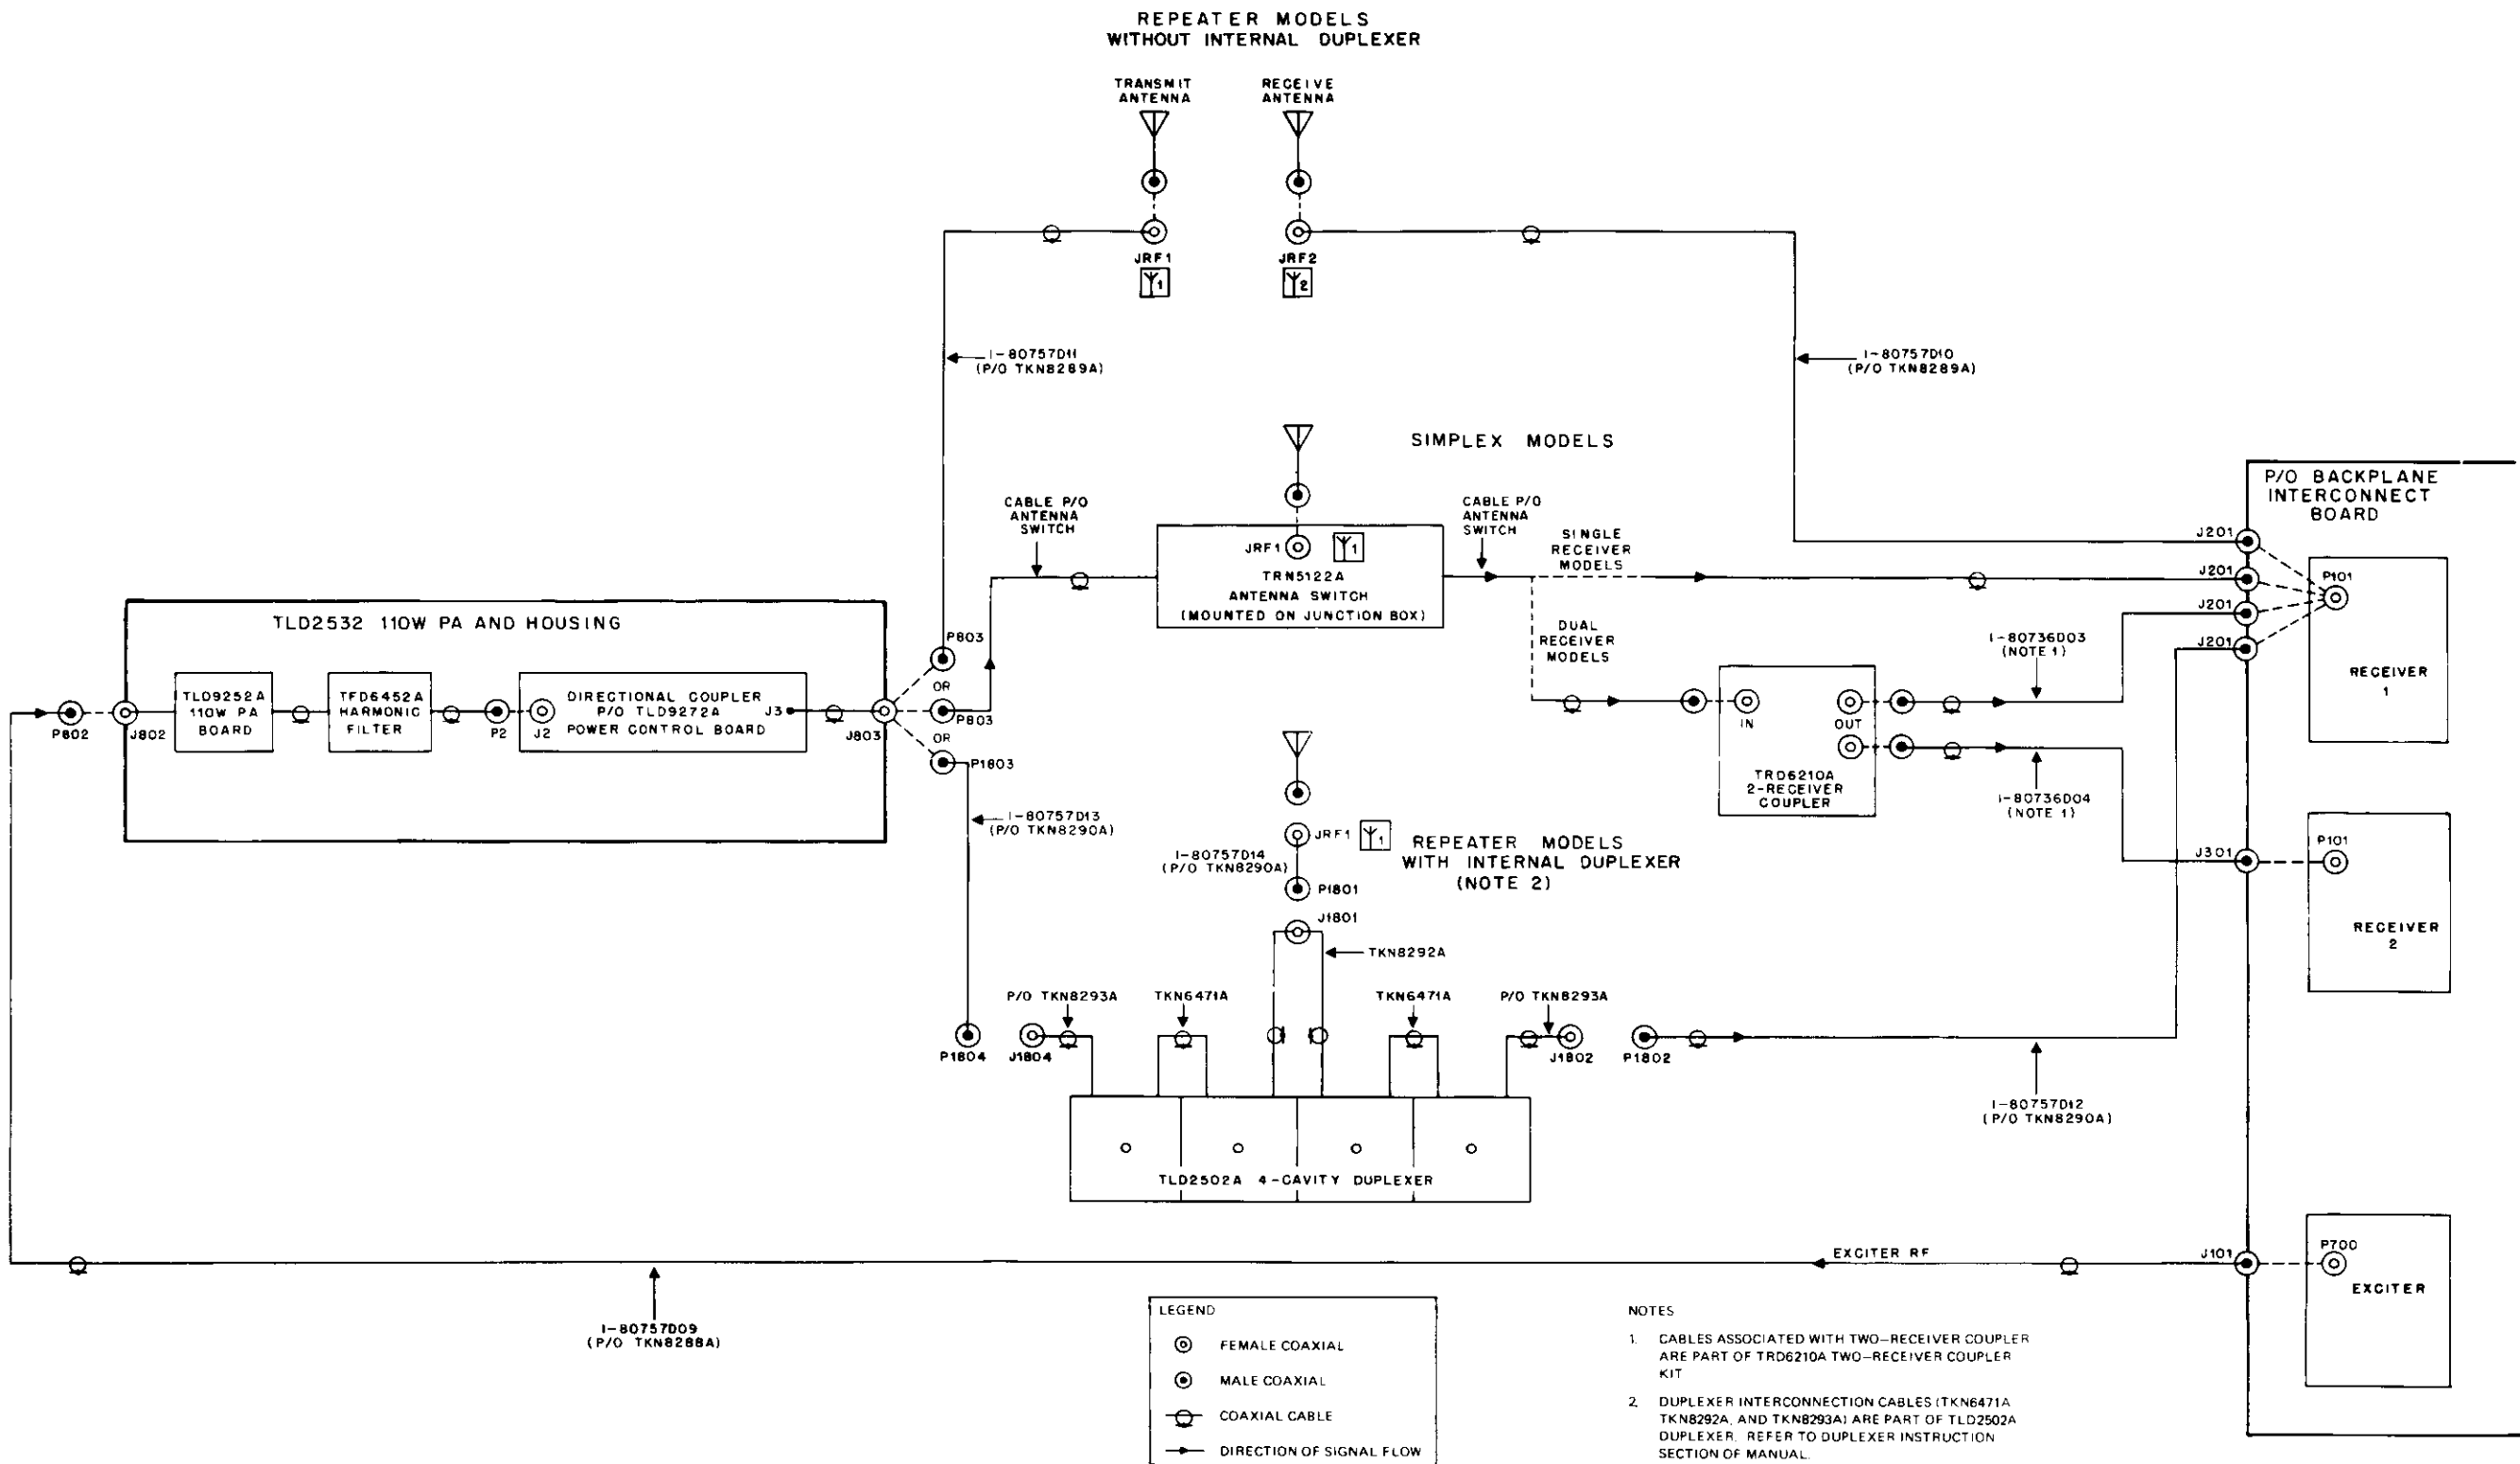 REPEATER MODELS
WITHOUT INTERNAL DUPLEXER
TRANSMIT
ANTENNA
RECEIVE
ANTENNA
JRF1
1
JRF2
2
1-80757D11
(P/O TKN8289A)
1-80757D10
(P/O TKN8289A)
SIMPLEX MODELS
CABLE P/O
ANTENNA
SWITCH
JRF1
1
TRN5122A
ANTENNA SWITCH
(MOUNTED ON JUNCTION BOX)
CABLE P/O
ANTENNA
SWITCH
SINGLE
RECEIVER
MODELS
DUAL
RECEIVER
MODELS
P/O BACKPLANE
INTERCONNECT
BOARD
J201
J201
J201
J201
P101
RECEIVER
1
TLD2532 110W PA AND HOUSING
P802
J802
TLD9252A
110W PA
BOARD
TFD6452A
HARMONIC
FILTER
P2
J2
DIRECTIONAL COUPLER
P/O TLD9272A
POWER CONTROL BOARD
J3
J803
P803
OR
P803
OR
P1803
1-80736D03
(NOTE 1)
IN
OUT
TRD6210A
2-RECEIVER
COUPLER
1-80736D04
(NOTE 1)
1-80757D13
(P/O TKN8290A)
JRF1
1
1-80757D14
(P/O TKN8290A)
REPEATER MODELS
WITH INTERNAL DUPLEXER
(NOTE 2)
P1801
J1801
TKN8292A
J301
P101
RECEIVER
2
P/O TKN8293A
TKN6471A
TKN6471A
P/O TKN8293A
P1804
J1804
J1802
P1802
1-80757D12
(P/O TKN8290A)
TLD2502A 4-CAVITY DUPLEXER
EXCITER RF
J101
P700
EXCITER
1-80757D09
(P/O TKN8288A)
LEGEND
FEMALE COAXIAL
MALE COAXIAL
COAXIAL CABLE
DIRECTION OF SIGNAL FLOW
NOTES
1. CABLES ASSOCIATED WITH TWO-RECEIVER COUPLER
ARE PART OF TRD6210A TWO-RECEIVER COUPLER
KIT
2. DUPLEXER INTERCONNECTION CABLES (TKN6471A
TKN8292A, AND TKN8293A) ARE PART OF TLD2502A
DUPLEXER. REFER TO DUPLEXER INSTRUCTION
SECTION OF MANUAL.